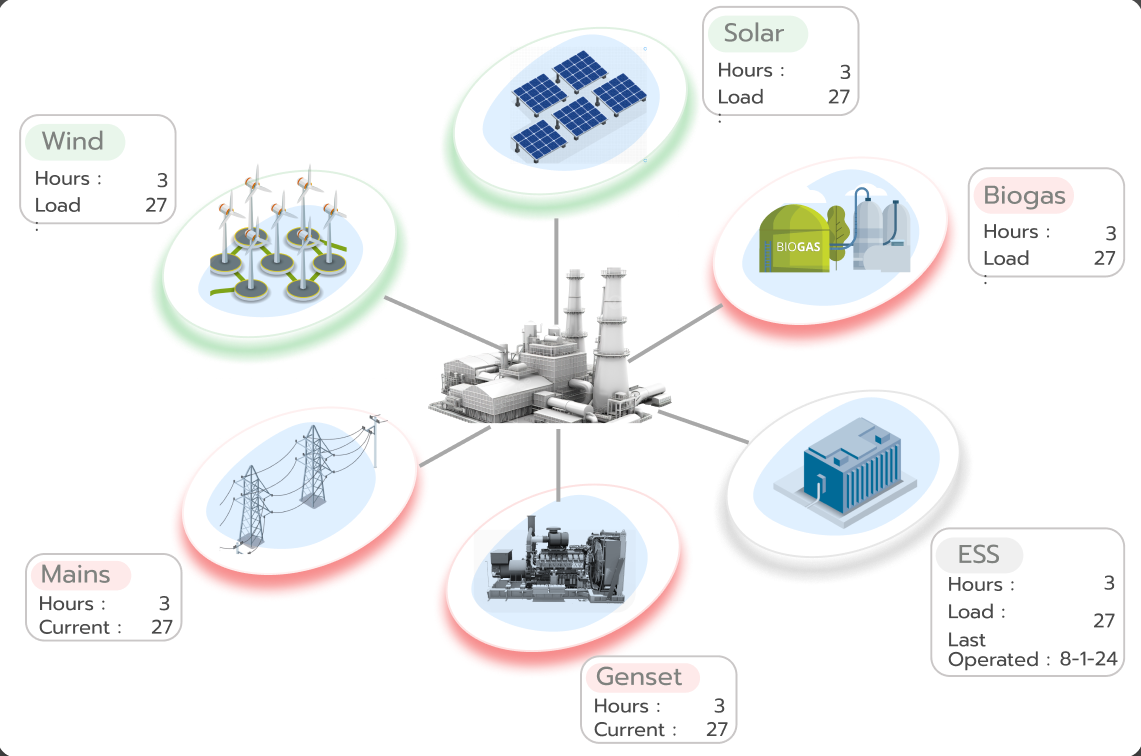 Solar
Hours : 3
Load 27
:
Wind
Hours : 3
Load 27
:
Biogas
Hours : 3
Load 27
:
BIOGAS
Mains
Hours : 3
Current : 27
ESS
Hours : 3
Load : 27
Last
Operated : 8-1-24
Genset
Hours : 3
Current : 27